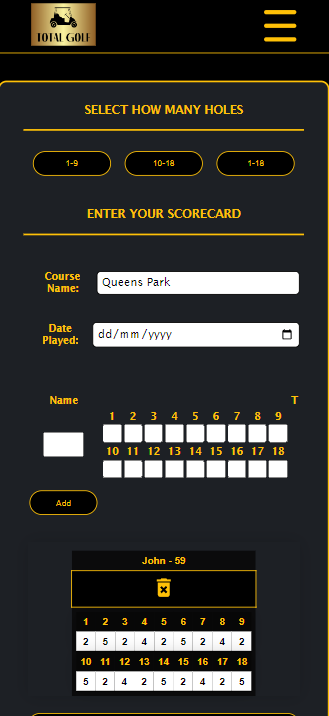 TOTAL GOLF
SELECT HOW MANY HOLES
1-9 10-18 1-18
ENTER YOUR SCORECARD
Course Name: Queens Park
Date Played: dd/mm/yyyy
Name T
1 2 3 4 5 6 7 8 9
10 11 12 13 14 15 16 17 18
Add
John - 59
1 2 3 4 5 6 7 8 9
2 5 2 4 2 5 2 4 2
10 11 12 13 14 15 16 17 18
5 2 4 2 5 2 4 2 5